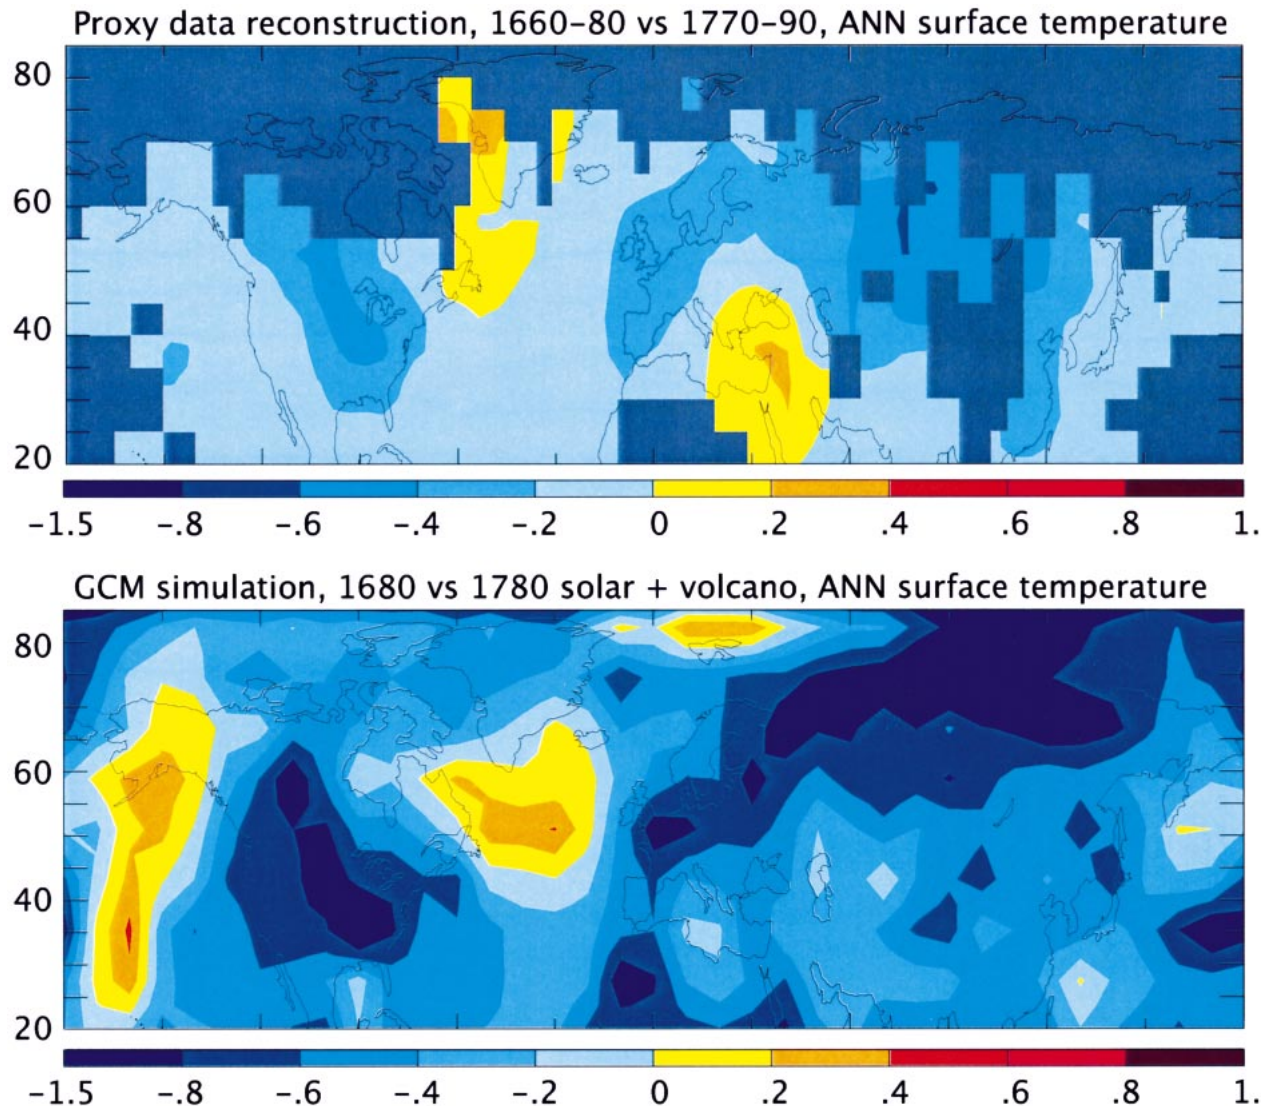 Proxy data reconstruction, 1660-80 vs 1770-90, ANN surface temperature
80
60
40
20
-1.5 -.8 -.6 -.4 -.2 0 .2 .4 .6 .8 1.
GCM simulation, 1680 vs 1780 solar + volcano, ANN surface temperature
80
60
40
20
-1.5 -.8 -.6 -.4 -.2 0 .2 .4 .6 .8 1.